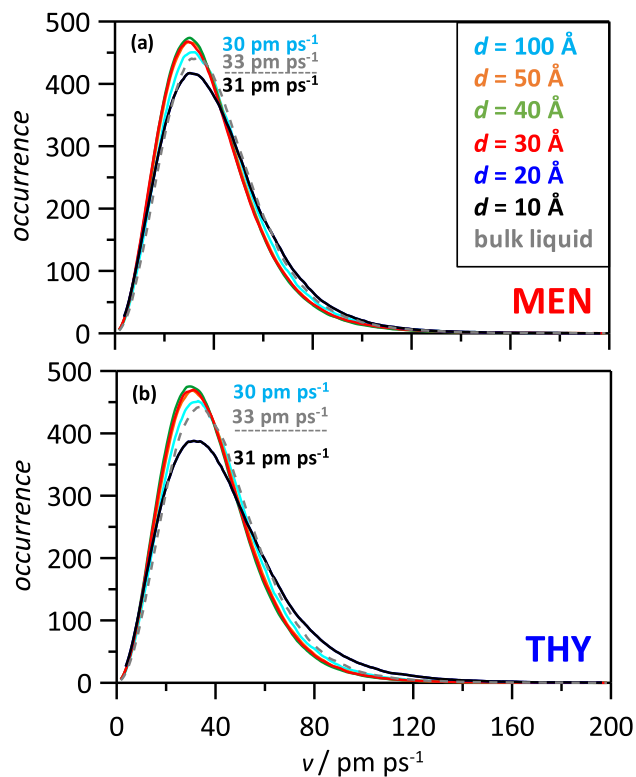 500
(a)
30 pm ps⁻¹
33 pm ps⁻¹
31 pm ps⁻¹
400
300
200
100
0
occurrence
d = 100 Å
d = 50 Å
d = 40 Å
d = 30 Å
d = 20 Å
d = 10 Å
bulk liquid
MEN
500
(b)
30 pm ps⁻¹
33 pm ps⁻¹
31 pm ps⁻¹
400
300
200
100
0
occurrence
THY
0 40 80 120 160 200
v / pm ps⁻¹